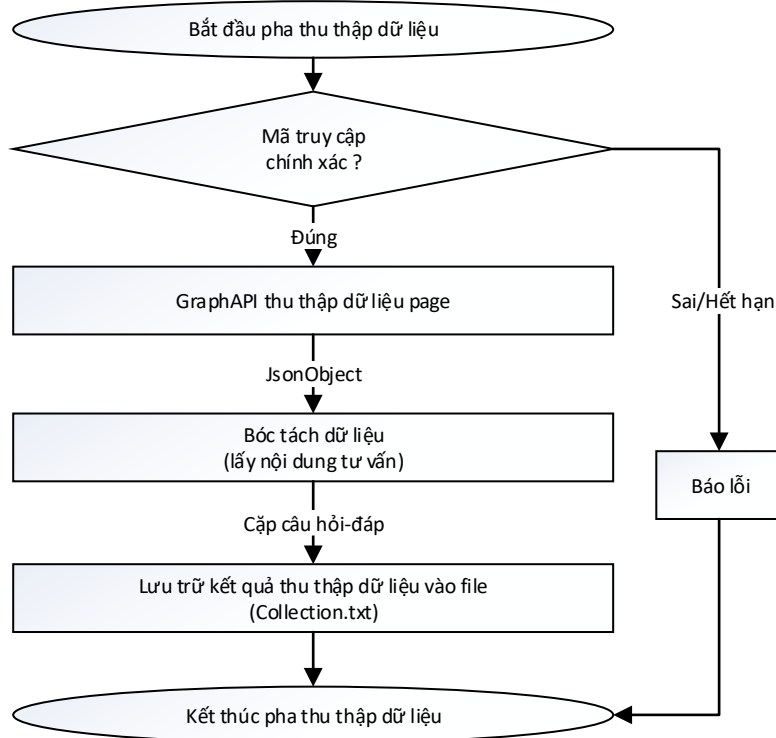 Bắt đầu pha thu thập dữ liệu
Mã truy cập
chính xác ?
Đúng
GraphAPI thu thập dữ liệu page
Sai/Hết hạn
JsonObject
Bóc tách dữ liệu
(lấy nội dung tư vấn)
Báo lỗi
Cặp câu hỏi-đáp
Lưu trữ kết quả thu thập dữ liệu vào file
(Collection.txt)
Kết thúc pha thu thập dữ liệu